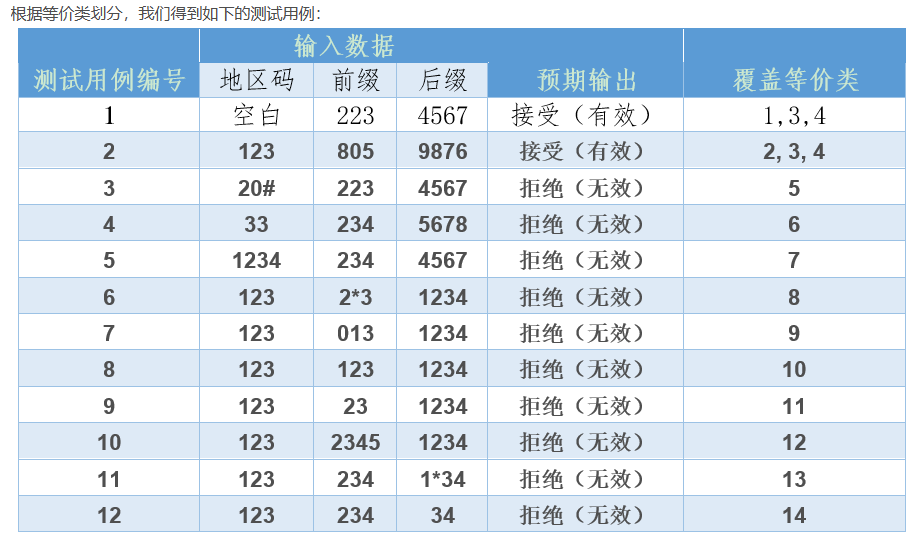 根据等价类划分，我们得到如下的测试用例：
输入数据
测试用例编号 地区码 前缀 后缀 预期输出 覆盖等价类
1 空白 223 4567 接受（有效） 1,3,4
2 123 805 9876 接受（有效） 2, 3, 4
3 20# 223 4567 拒绝（无效） 5
4 33 234 5678 拒绝（无效） 6
5 1234 234 4567 拒绝（无效） 7
6 123 2*3 1234 拒绝（无效） 8
7 123 013 1234 拒绝（无效） 9
8 123 123 1234 拒绝（无效） 10
9 123 23 1234 拒绝（无效） 11
10 123 2345 1234 拒绝（无效） 12
11 123 234 1*34 拒绝（无效） 13
12 123 234 34 拒绝（无效） 14